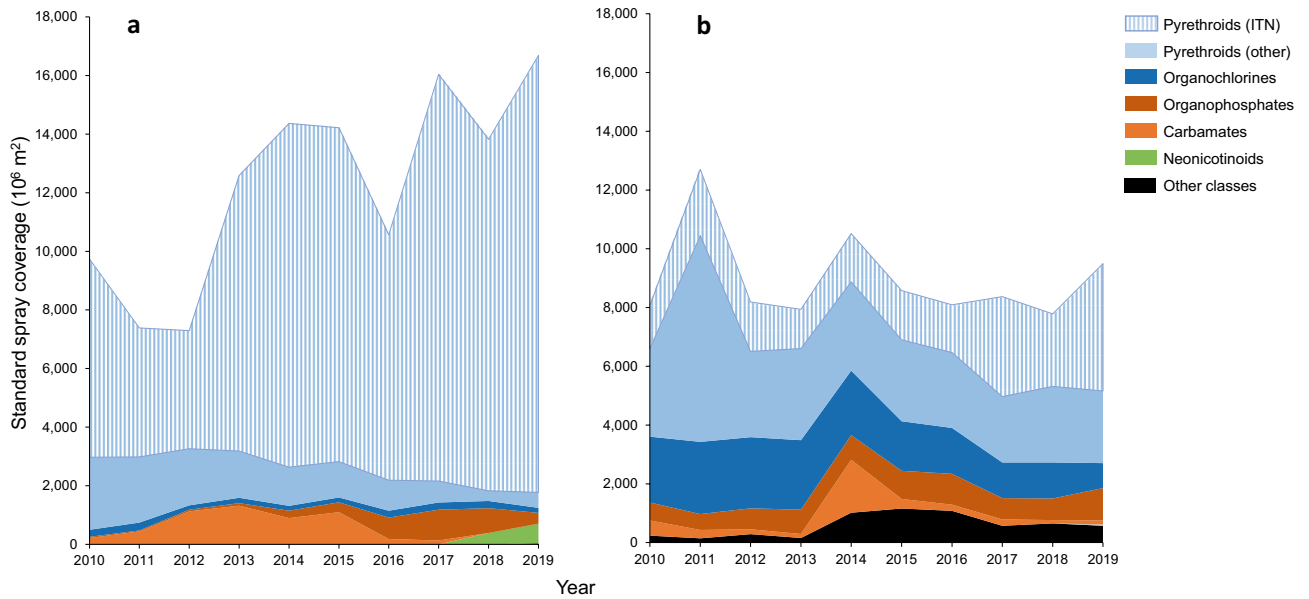 a
18,000
16,000
14,000
12,000
10,000
8,000
6,000
4,000
2,000
0
Standard spray coverage (10⁶ m²)
2010 2011 2012 2013 2014 2015 2016 2017 2018 2019
b
18,000
16,000
14,000
12,000
10,000
8,000
6,000
4,000
2,000
0
2010 2011 2012 2013 2014 2015 2016 2017 2018 2019
Year
Pyrethroids (ITN)
Pyrethroids (other)
Organochlorines
Organophosphates
Carbamates
Neonicotinoids
Other classes